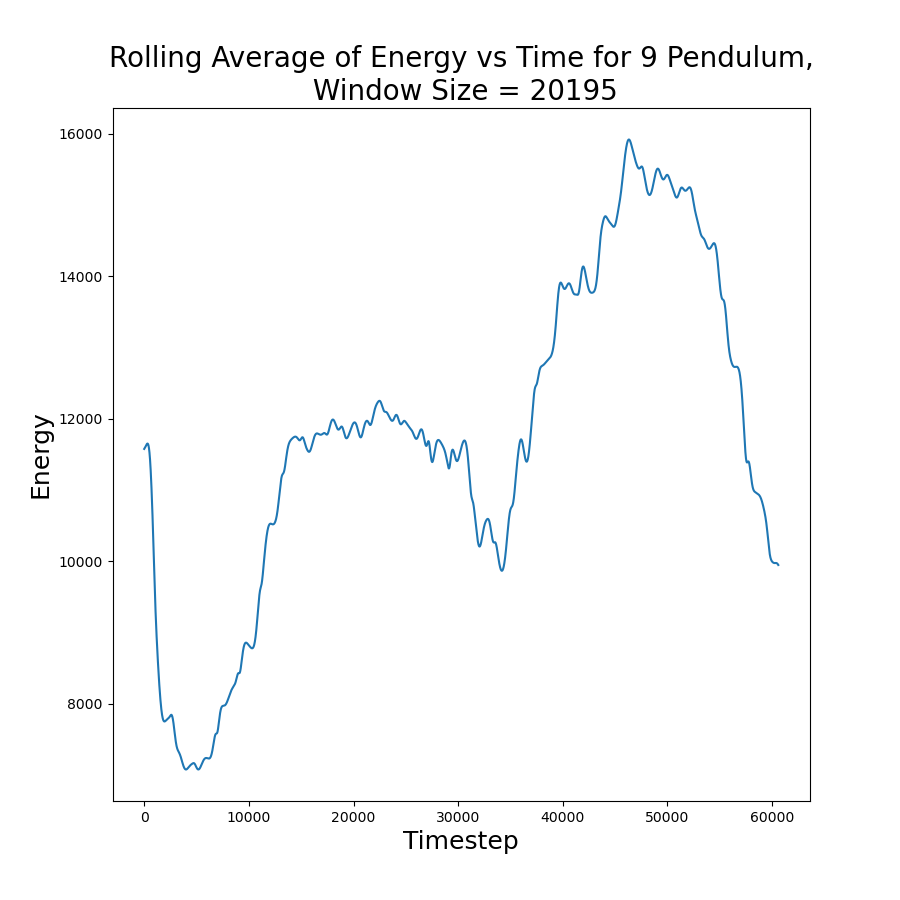 Rolling Average of Energy vs Time for 9 Pendulum,
Window Size = 20195
16000
14000
12000
10000
8000
Energy
0 10000 20000 30000 40000 50000 60000
Timestep